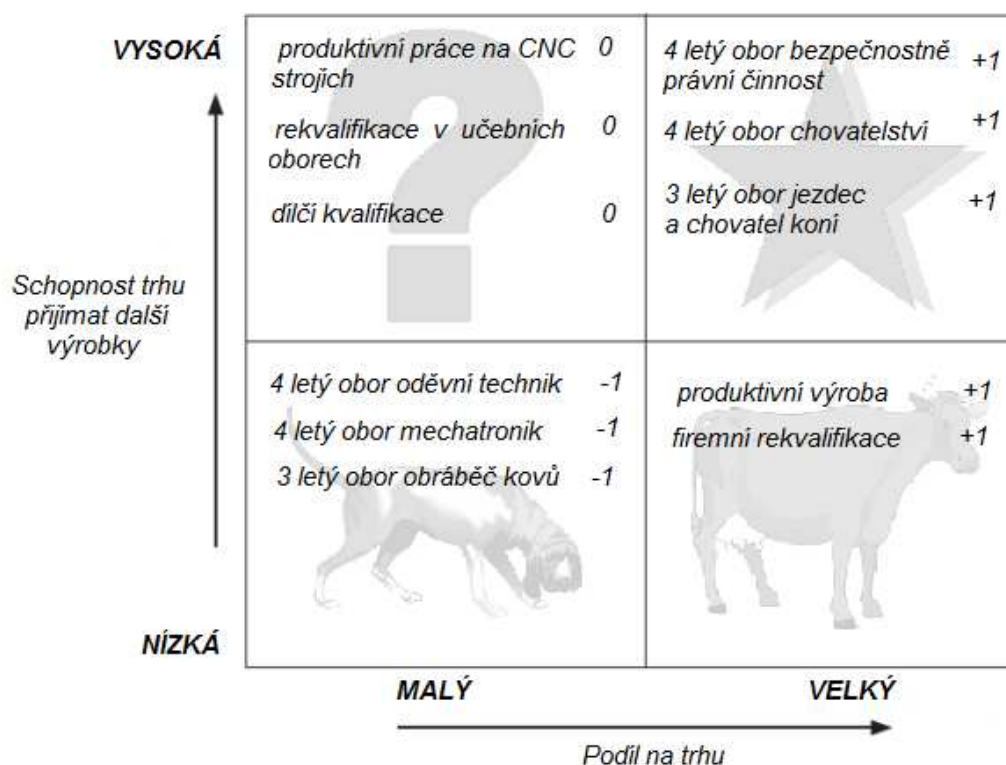 VYSOKÁ
produktivní práce na CNC 0
strojích
rekvalifikace v učebních 0
oborech
dílčí kvalifikace 0
4 letý obor bezpečnostně +1
právní činnost
4 letý obor chovatelství +1
3 letý obor jezdec +1
a chovatel koní
Schopnost trhu
přijimat další
výrobky
4 letý obor oděvní technik -1
4 letý obor mechatronik -1
3 letý obor obráběč kovů -1
produktivní výroba +1
firemní rekvalifikace +1
NÍZKÁ
MALÝ
VELKÝ
Podíl na trhu